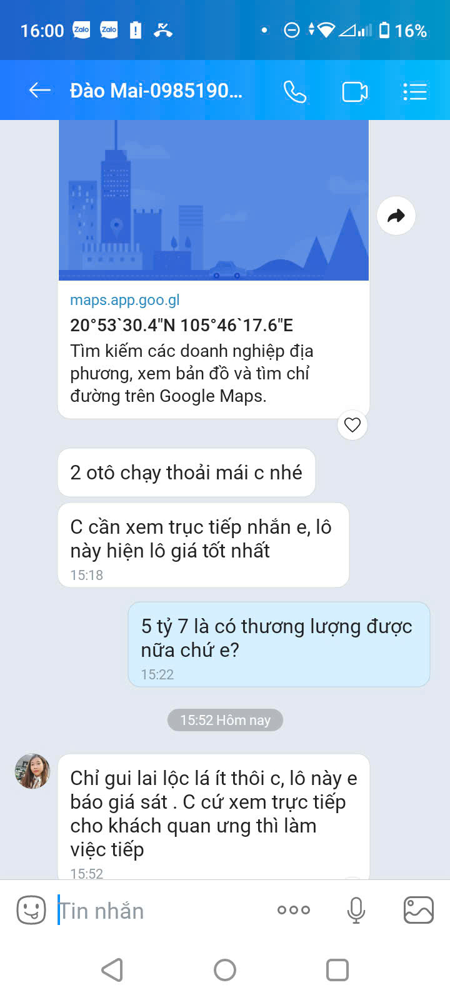 16:00 Zalo Zalo 16%
Đào Mai-0985190...
maps.app.goo.gl
20°53`30.4"N 105°46`17.6"E
Tìm kiếm các doanh nghiệp địa
phương, xem bản đồ và tìm chỉ
đường trên Google Maps.
2 otô chạy thoải mái c nhé
C cần xem trục tiếp nhắn e, lô
này hiện lô giá tốt nhất
15:18
5 tỷ 7 là có thương lượng được
nữa chứ e?
15:22
15:52 Hôm nay
Chỉ gui lai lộc lá ít thôi c, lô này e
báo giá sát . C cứ xem trực tiếp
cho khách quan ưng thì làm
việc tiếp
15:52
Tin nhắn